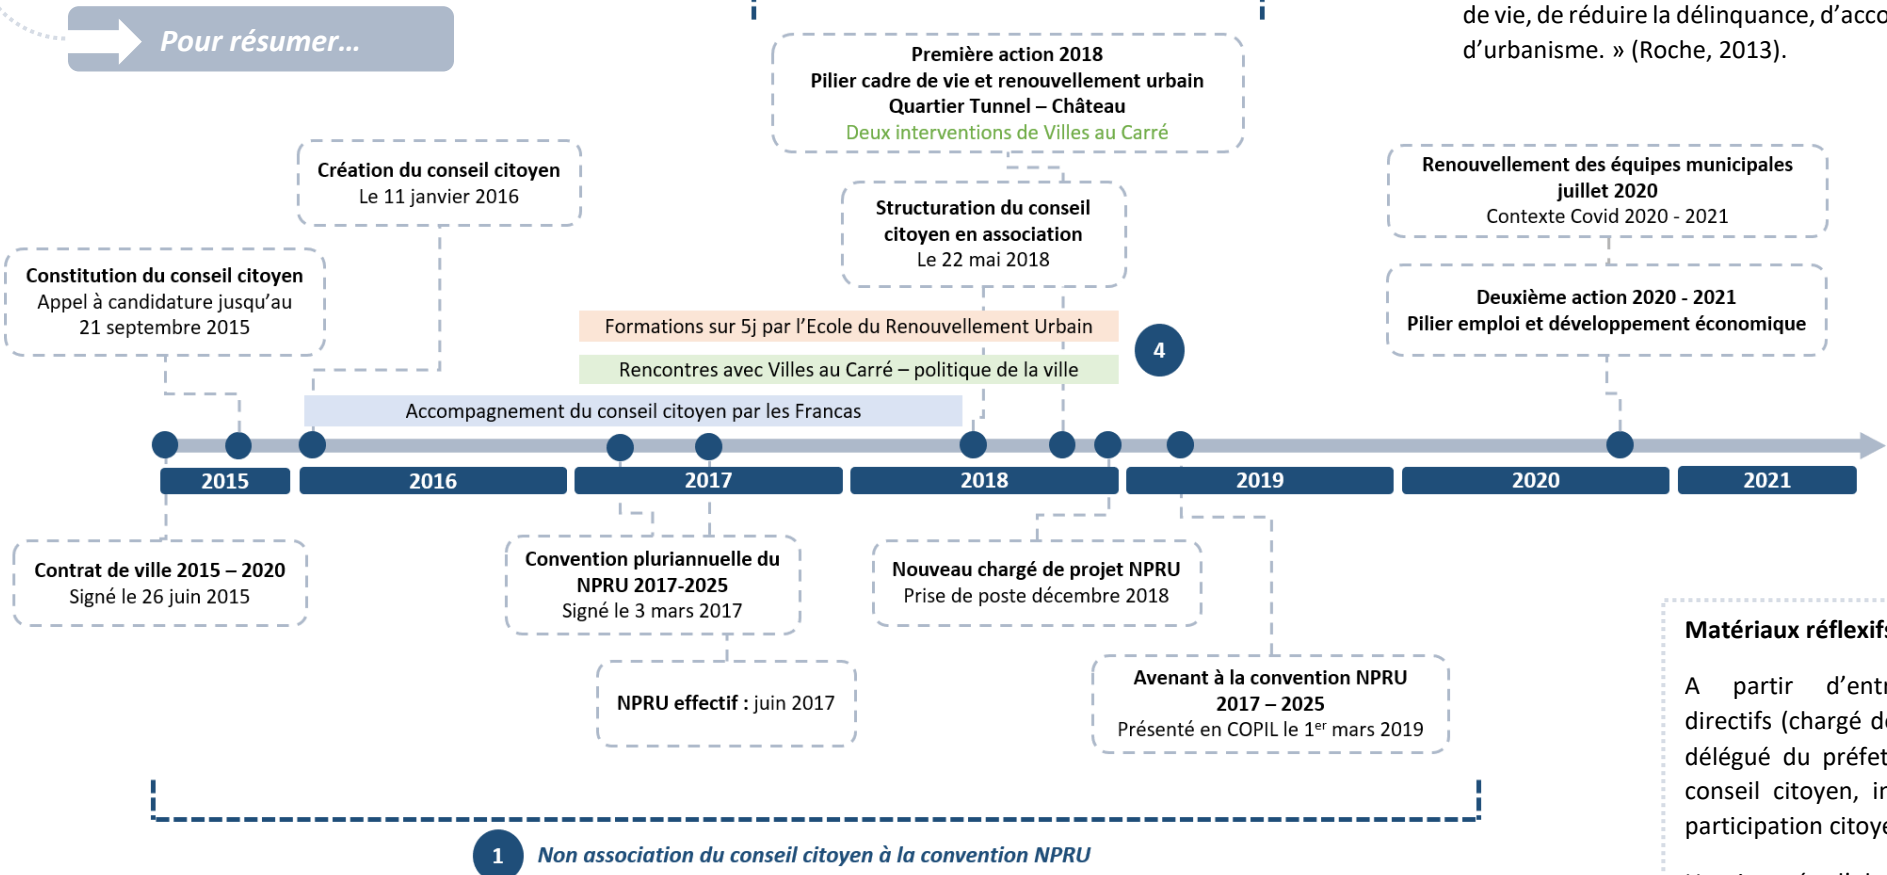 Pour résumer...
de vie, de réduire la délinquance, d'acco
d'urbanisme. » (Roche, 2013).
Première action 2018
Pilier cadre de vie et renouvellement urbain
Quartier Tunnel – Château
Deux interventions de Villes au Carré
Création du conseil citoyen
Le 11 janvier 2016
Structuration du conseil
citoyen en association
Le 22 mai 2018
Renouvellement des équipes municipales
juillet 2020
Contexte Covid 2020 - 2021
Constitution du conseil citoyen
Appel à candidature jusqu'au
21 septembre 2015
Deuxième action 2020 - 2021
Pilier emploi et développement économique
Formations sur 5j par l'Ecole du Renouvellement Urbain
Rencontres avec Villes au Carré – politique de la ville
4
Accompagnement du conseil citoyen par les Francas
2015
2016
2017
2018
2019
2020
2021
Contrat de ville 2015 – 2020
Signé le 26 juin 2015
Convention pluriannuelle du
NPRU 2017-2025
Signé le 3 mars 2017
Nouveau chargé de projet NPRU
Prise de poste décembre 2018
NPRU effectif : juin 2017
Avenant à la convention NPRU
2017 – 2025
Présenté en COPIL le 1er mars 2019
1 Non association du conseil citoyen à la convention NPRU
Matériaux réflexifs
A partir d'entr
directifs (chargé de
délégué du préfet
conseil citoyen, in
participation citoye